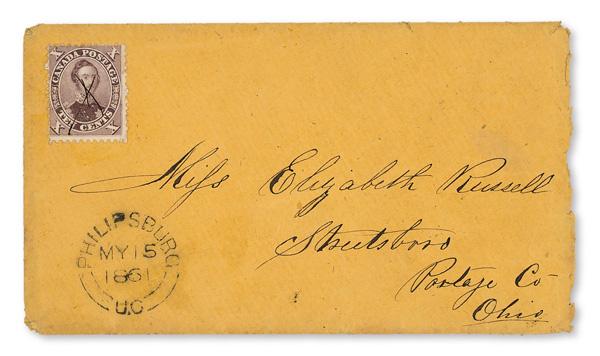 X X
CANADA POSTAGE
TEN CENTS
X X
Miss Elizabeth Russell
Streetsboro
Portage Co
Ohio
PHILIPSBURG
MY 15
1861
U.C